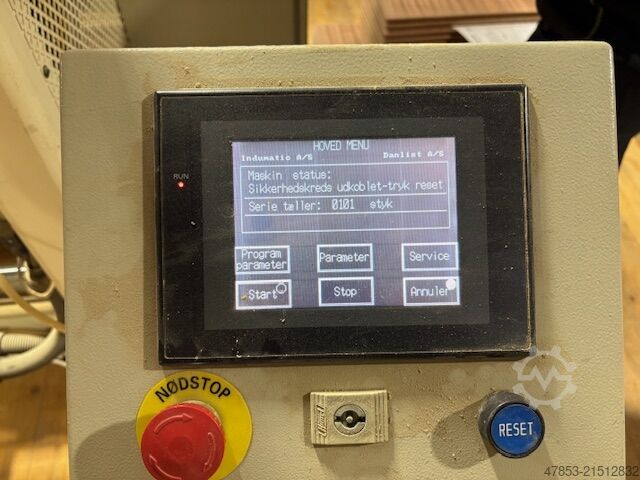 HOVED MENU
Indumatic A/S Danlist A/S
RUN
Maskin status:
Sikkerhedskreds udkoblet-tryk reset
Serie tæller: 0101 styk
Program parameter Parameter Service
Start Stop Annuler
NØDSTOP
RESET
47853-21512832